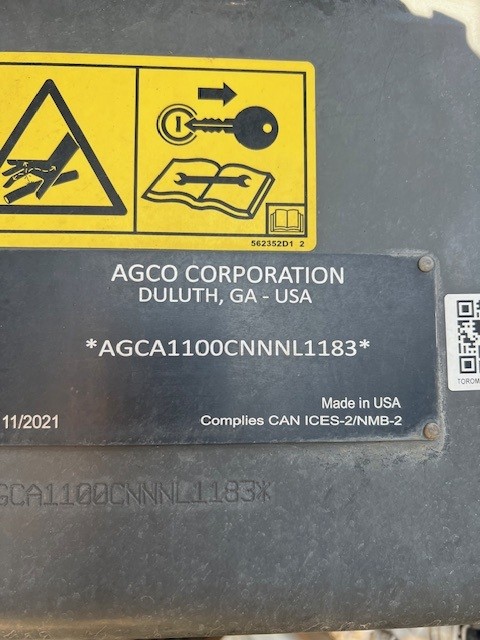 562352D1 2
AGCO CORPORATION
DULUTH, GA - USA
*AGCA1100CNNNL1183*
Made in USA
11/2021
Complies CAN ICES-2/NMB-2
TOROM
GCA1100CNNNL1183*